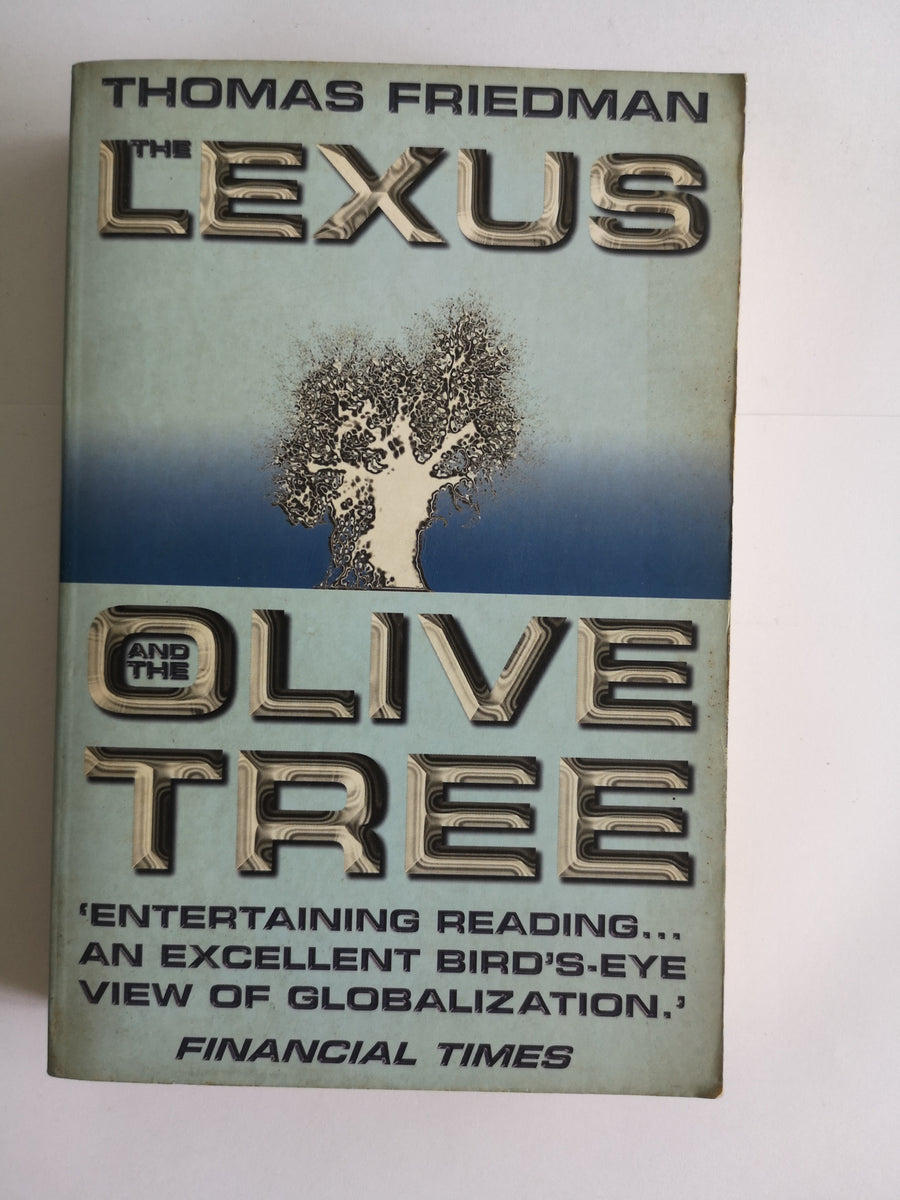 THOMAS FRIEDMAN
THE
LEXUS
AND THE
OLIVE
TREE
‘ENTERTAINING READING...
AN EXCELLENT BIRD’S-EYE
VIEW OF GLOBALIZATION.’
FINANCIAL TIMES